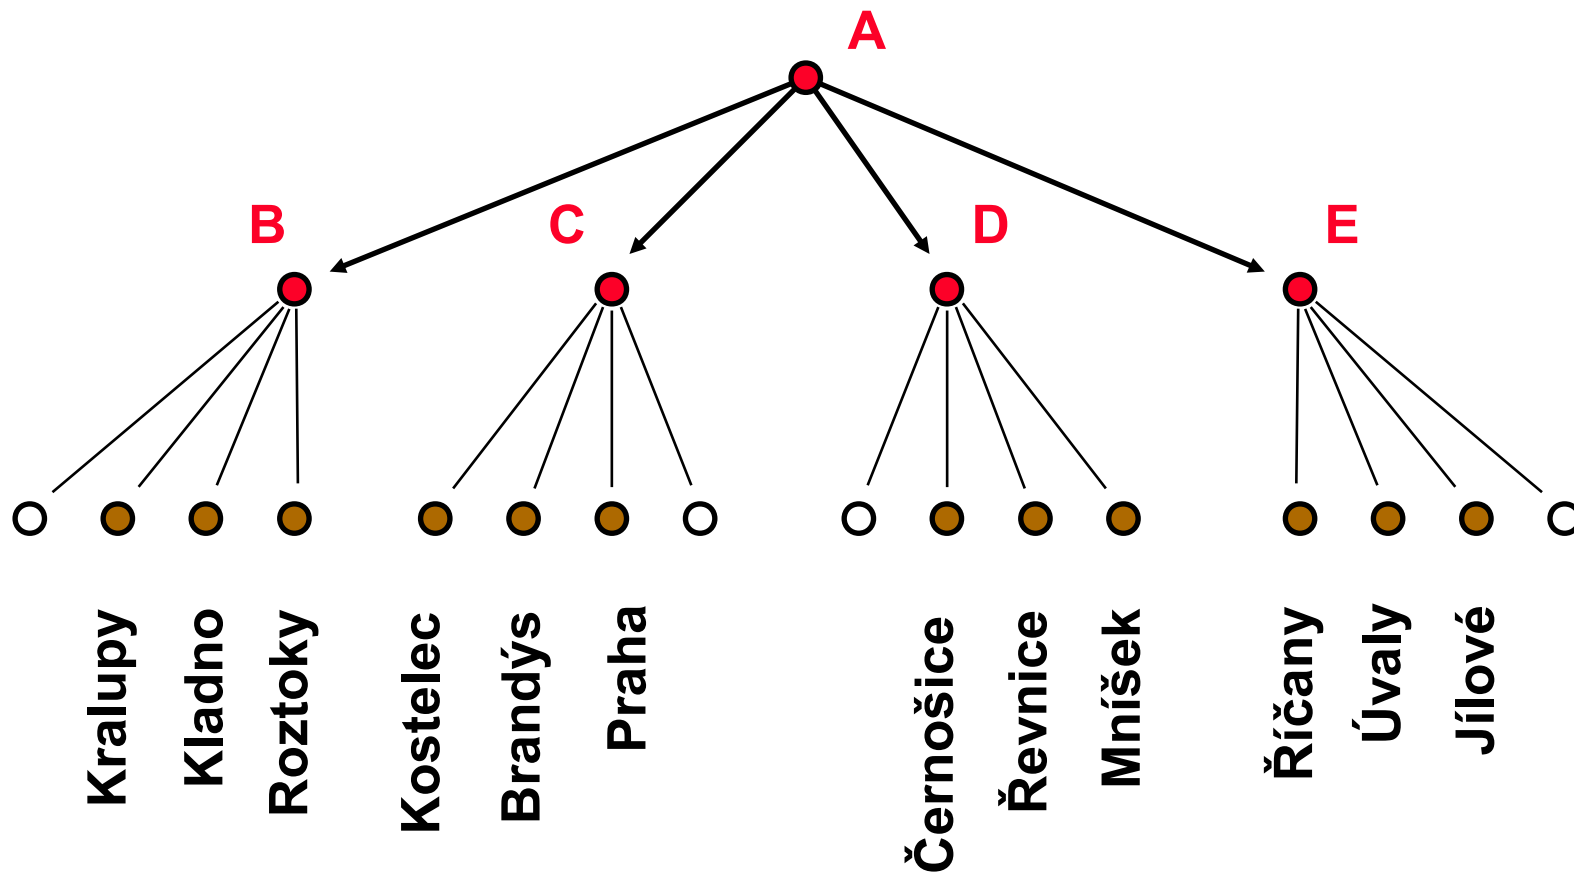 A
B
C
D
E
Kralupy
Kladno
Roztoky
Kostelec
Brandýs
Praha
Černošice
Řevnice
Mníšek
Říčany
Úvaly
Jílové